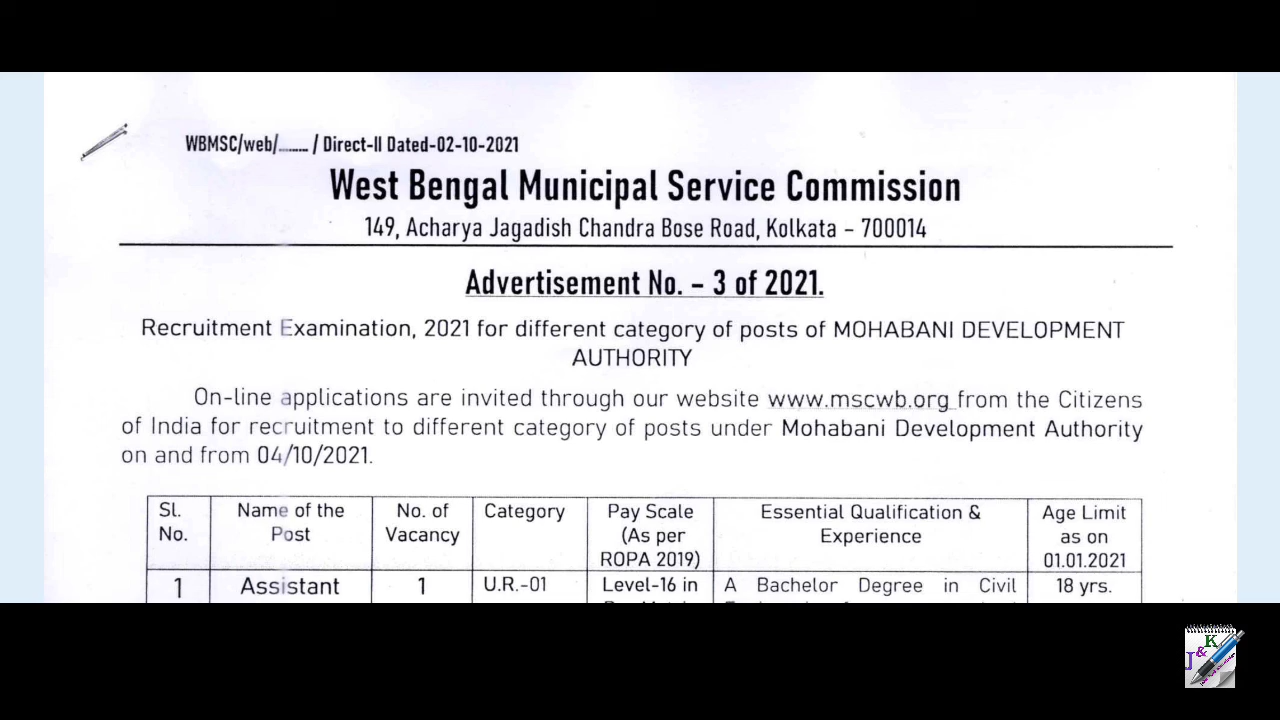 WBMSC/web/........ / Direct-II Dated-02-10-2021
West Bengal Municipal Service Commission
149, Acharya Jagadish Chandra Bose Road, Kolkata – 700014
Advertisement No. – 3 of 2021.
Recruitment Examination, 2021 for different category of posts of MOHABANI DEVELOPMENT
AUTHORITY
On-line applications are invited through our website www.mscwb.org from the Citizens
of India for recruitment to different category of posts under Mohabani Development Authority
on and from 04/10/2021.
Sl. No. Name of the Post No. of Vacancy Category Pay Scale (As per ROPA 2019) Essential Qualification & Experience Age Limit as on 01.01.2021
1 Assistant 1 U.R.-01 Level-16 in A Bachelor Degree in Civil 18 yrs.
J&K